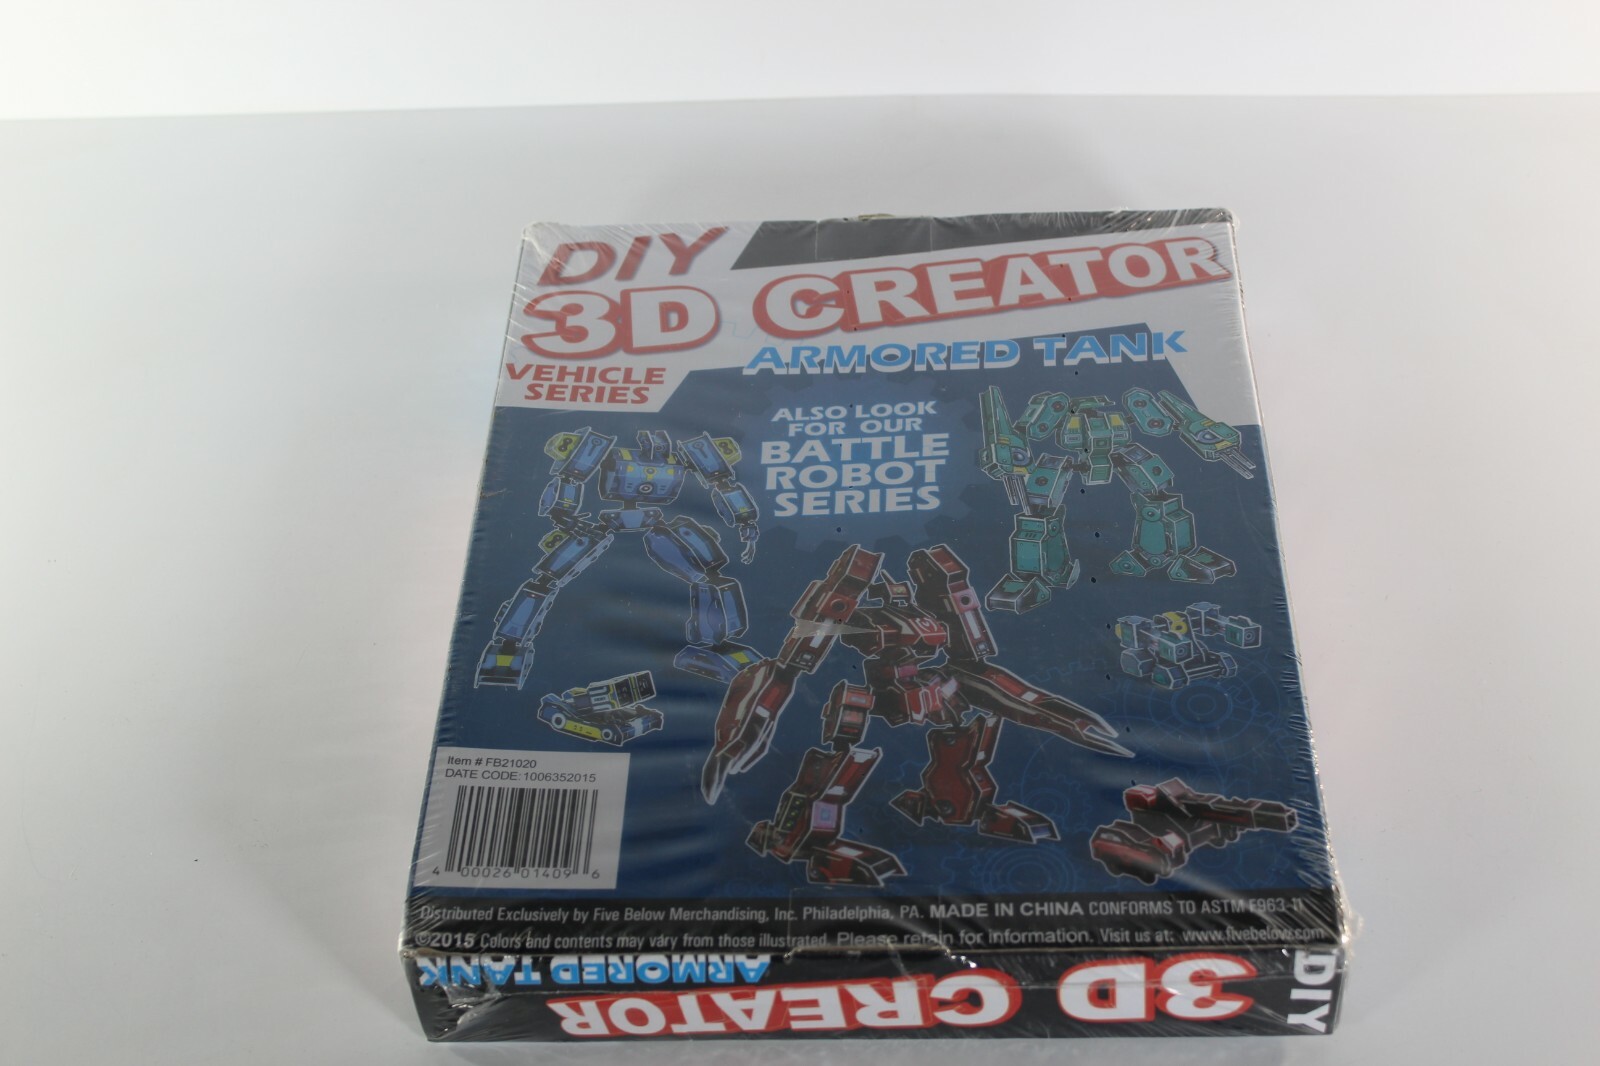 DIY
3D CREATOR
ARMORED TANK
VEHICLE
SERIES
ALSO LOOK
FOR OUR
BATTLE
ROBOT
SERIES
Item # FB21020
DATE CODE: 1006352015
4 00026 01409 6
Distributed Exclusively by Five Below Merchandising, Inc. Philadelphia, PA. MADE IN CHINA CONFORMS TO ASTM F963-11
©2015 Colors and contents may vary from those illustrated. Please retain for information. Visit us at: www.fivebelow.com
DIY
3D CREATOR
ARMORED TANK